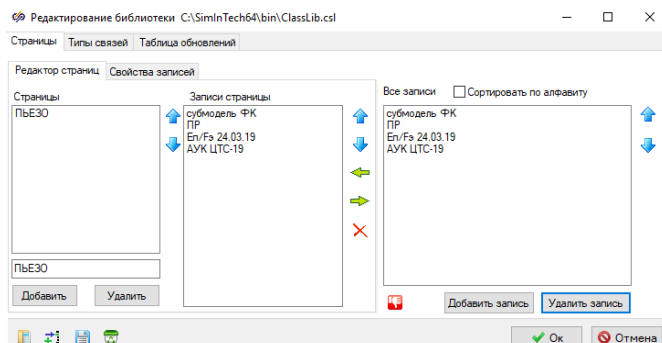 Редактирование библиотеки C:\SimInTech64\bin\ClassLib.csl
Страницы Типы связей Таблица обновлений
Редактор страниц Свойства записей
Страницы
Записи страницы
Все записи Сортировать по алфавиту
ПЬЕЗО
субмодель ФК
ПР
Еп/Fэ 24.03.19
АУК ЦТС-19
субмодель ФК
ПР
Еп/Fэ 24.03.19
АУК ЦТС-19
ПЬЕЗО
Добавить Удалить
Добавить запись Удалить запись
Ок Отмена